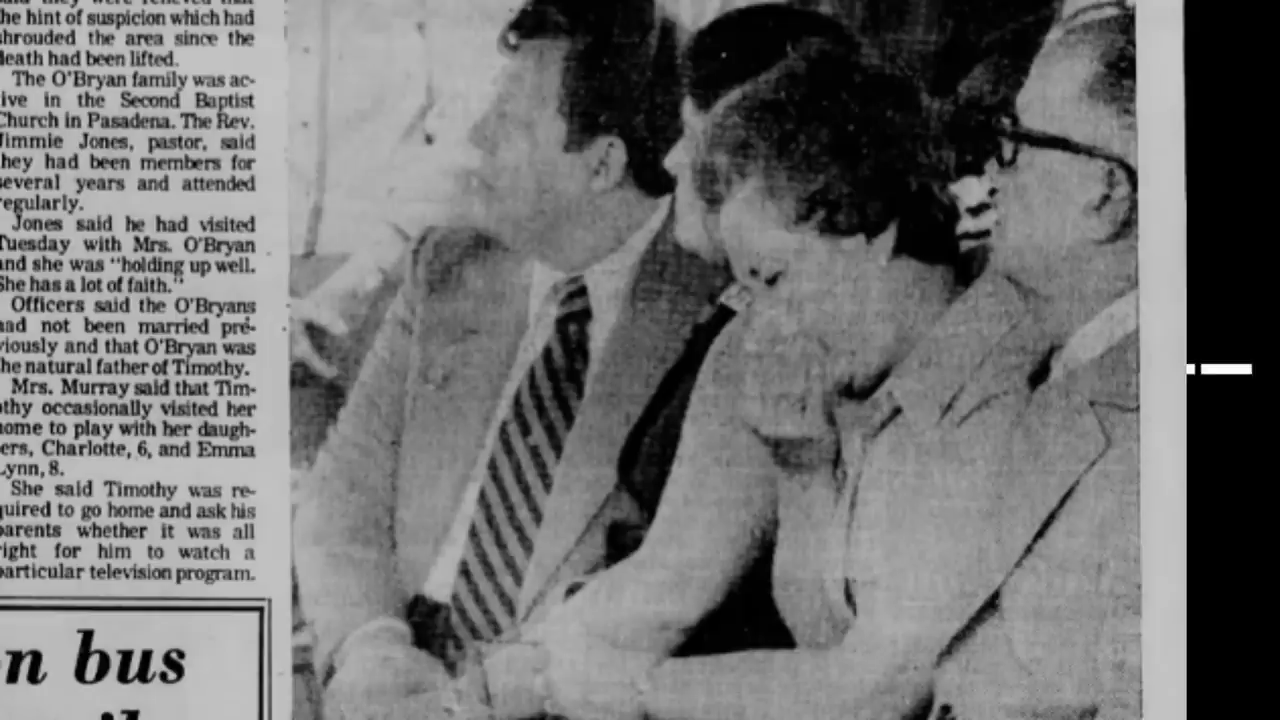 the hint of suspicion which had
shrouded the area since the
death had been lifted.
The O'Bryan family was ac-
tive in the Second Baptist
Church in Pasadena. The Rev.
Jimmie Jones, pastor, said
they had been members for
several years and attended
regularly.
Jones said he had visited
Tuesday with Mrs. O'Bryan
and she was "holding up well.
She has a lot of faith."
Officers said the O'Bryans
had not been married pre-
viously and that O'Bryan was
the natural father of Timothy.
Mrs. Murray said that Tim-
othy occasionally visited her
home to play with her daugh-
ters, Charlotte, 6, and Emma
Lynn, 8.
She said Timothy was re-
quired to go home and ask his
parents whether it was all
right for him to watch a
particular television program.
n bus